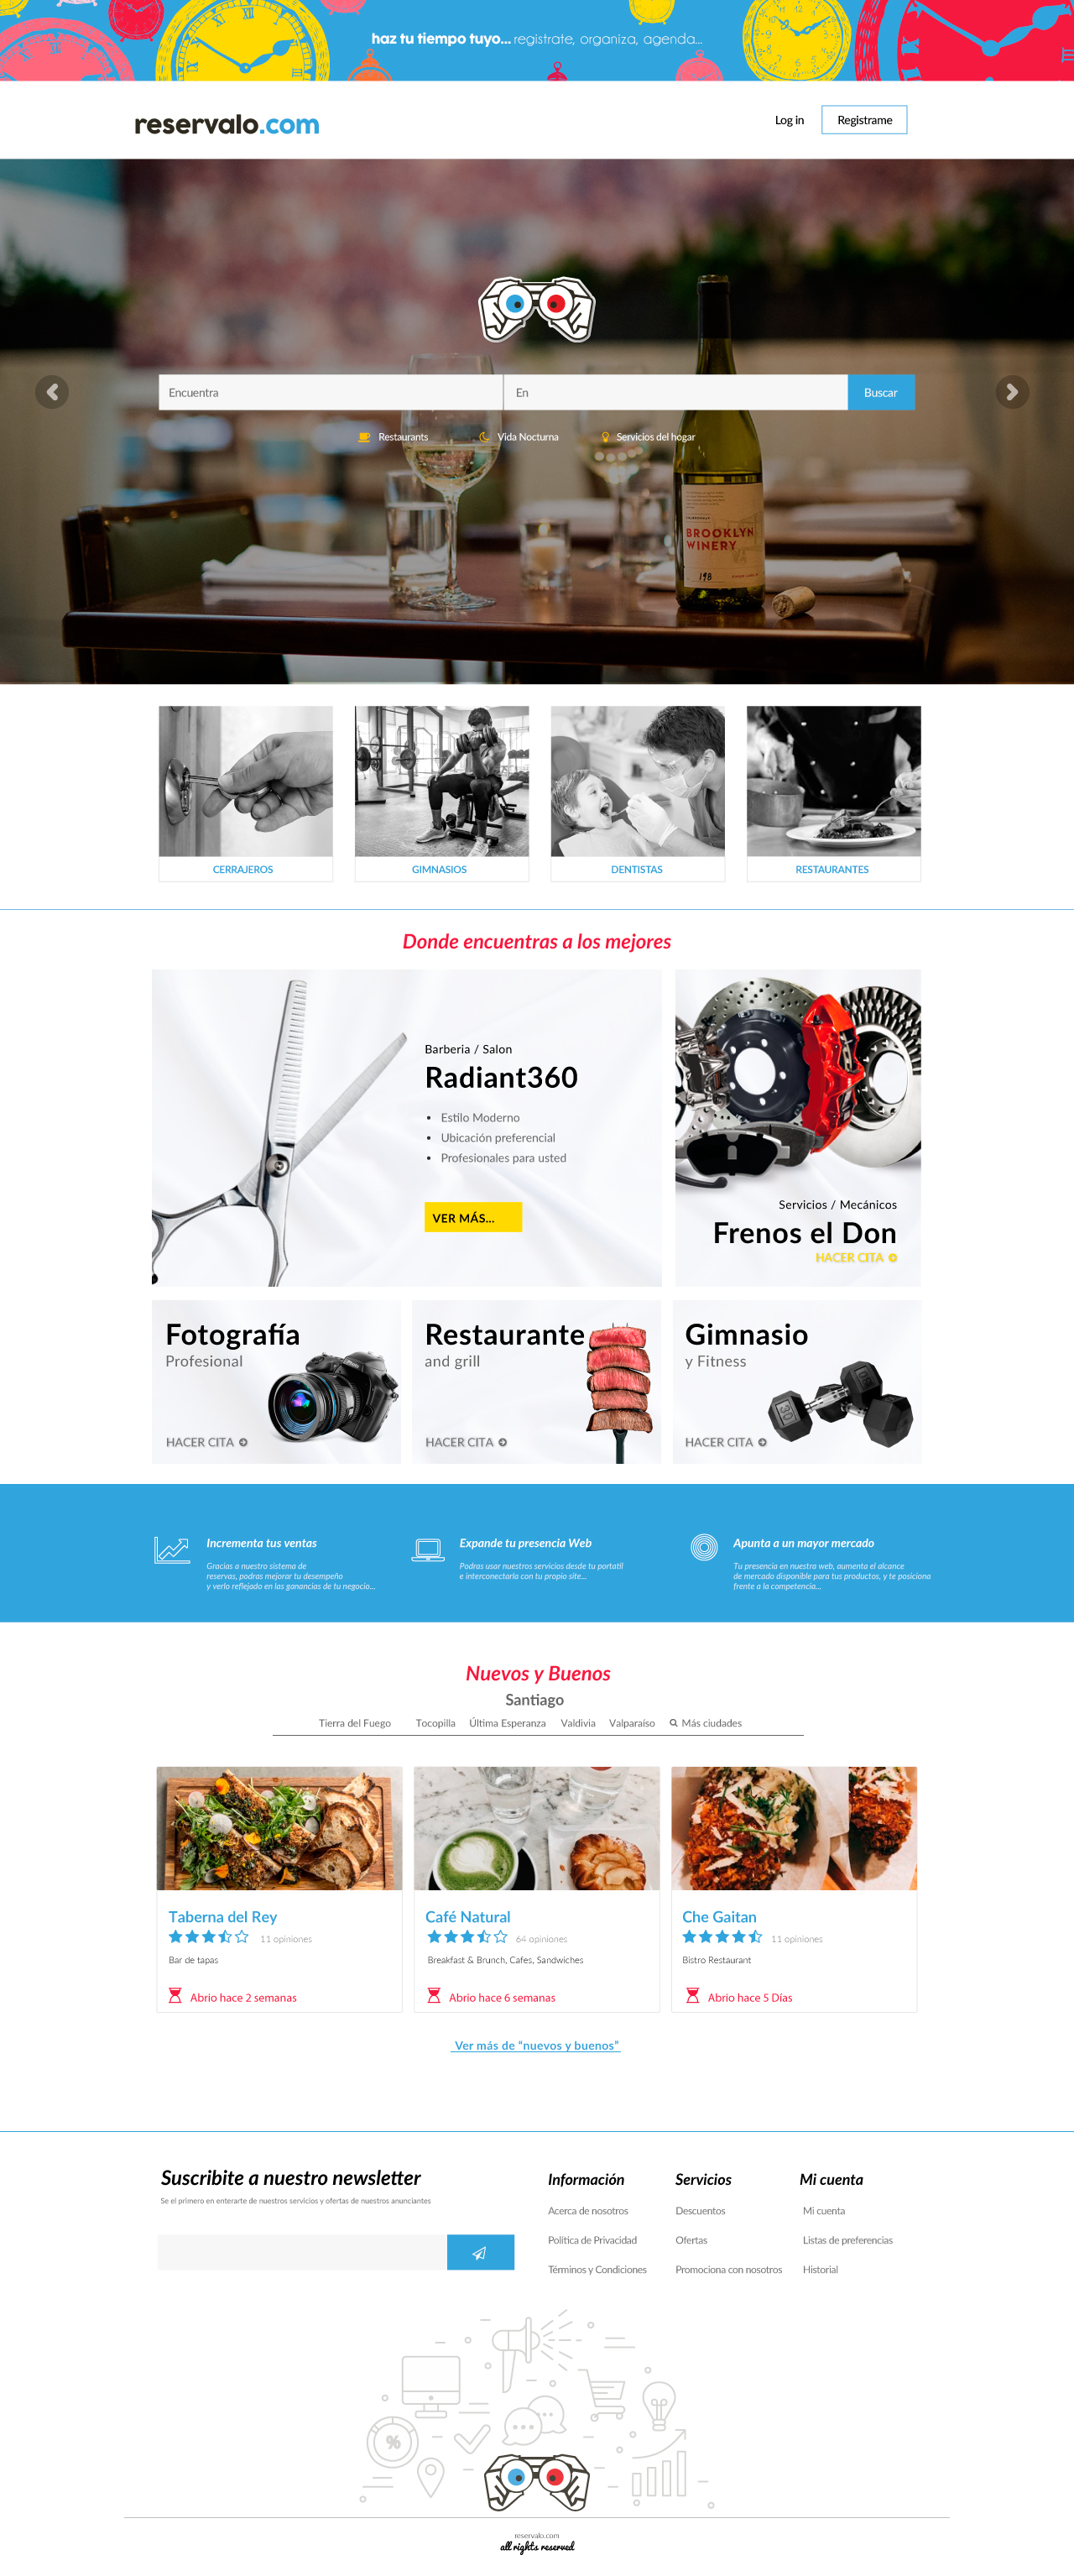 haz tu tiempo tuyo... registrate, organiza, agenda...
reservalo.com
Log in
Registrame
Encuentra
En
Buscar
Restaurants
Vida Nocturna
Servicios del hogar
BROOKLYN
WINERY
198
CERRAJEROS
GIMNASIOS
DENTISTAS
RESTAURANTES
Donde encuentras a los mejores
Barberia / Salon
Radiant360
• Estilo Moderno
• Ubicación preferencial
• Profesionales para usted
VER MÁS...
Servicios / Mecánicos
Frenos el Don
HACER CITA
Fotografía
Profesional
HACER CITA
Restaurante
and grill
HACER CITA
Gimnasio
y Fitness
30
HACER CITA
Incrementa tus ventas
Gracias a nuestro sistema de
reservas, podras mejorar tu desempeño
y verlo reflejado en las ganancias de tu negocio...
Expande tu presencia Web
Podras usar nuestros servicios desde tu portatil
e interconectarla con tu propio site...
Apunta a un mayor mercado
Tu presencia en nuestra web, aumenta el alcance
de mercado disponible para tus productos, y te posiciona
frente a la competencia...
Nuevos y Buenos
Santiago
Tierra del Fuego
Tocopilla
Última Esperanza
Valdivia
Valparaíso
Más ciudades
Taberna del Rey
11 opiniones
Bar de tapas
Abrio hace 2 semanas
Café Natural
64 opiniones
Breakfast & Brunch, Cafes, Sandwiches
Abrio hace 6 semanas
Che Gaitan
11 opiniones
Bistro Restaurant
Abrio hace 5 Días
Ver más de “nuevos y buenos”
Suscribite a nuestro newsletter
Se el primero en enterarte de nuestros servicios y ofertas de nuestros anunciantes
Información
Acerca de nosotros
Política de Privacidad
Términos y Condiciones
Servicios
Descuentos
Ofertas
Promociona con nosotros
Mi cuenta
Mi cuenta
Listas de preferencias
Historial
%
reservalo.com
all rights reserved